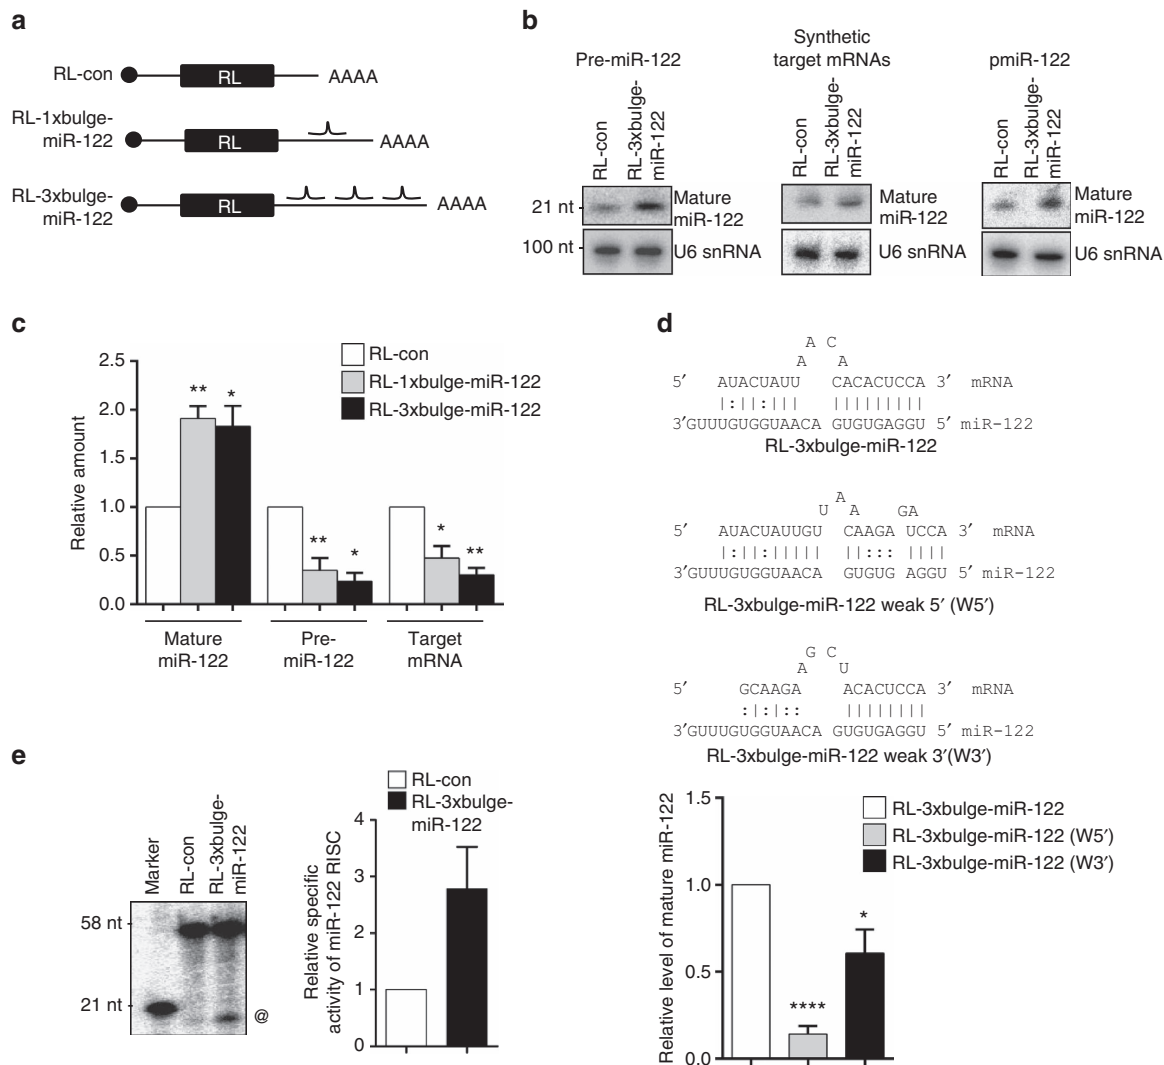 a
RL-con
RL
AAAA
RL-1xbulge-
miR-122
RL
AAAA
RL-3xbulge-
miR-122
RL
AAAA
b
Pre-miR-122
Synthetic
target mRNAs
pmiR-122
RL-con
RL-3xbulge-
miR-122
RL-con
RL-3xbulge-
miR-122
RL-con
RL-3xbulge-
miR-122
21 nt
Mature
miR-122
Mature
miR-122
Mature
miR-122
100 nt
U6 snRNA
U6 snRNA
U6 snRNA
c
RL-con
RL-1xbulge-miR-122
RL-3xbulge-miR-122
Relative amount
2.5
2.0
1.5
1.0
0.5
0.0
** *
** *
* **
Mature
miR-122
Pre-
miR-122
Target
mRNA
d
A C
A A
5′ AUACUAUU CACACUCCA 3′ mRNA
|:||:||| |||||||||
3′GUUUGUGGUAACA GUGUGAGGU 5′ miR-122
RL-3xbulge-miR-122
A
U A GA
5′ AUACUAUUGU CAAGA UCCA 3′ mRNA
|:||:||||| ||::: ||||
3′GUUUGUGGUAACA GUGUG AGGU 5′ miR-122
RL-3xbulge-miR-122 weak 5′ (W5′)
G C
A U
5′ GCAAGA ACACUCCA 3′ mRNA
:|:|:: ||||||||
3′GUUUGUGGUAACA GUGUGAGGU 5′ miR-122
RL-3xbulge-miR-122 weak 3′(W3′)
RL-3xbulge-miR-122
RL-3xbulge-miR-122 (W5′)
RL-3xbulge-miR-122 (W3′)
Relative level of mature miR-122
1.5
1.0
0.5
0.0
****
*
e
Marker
RL-con
RL-3xbulge-
miR-122
58 nt
21 nt
@
RL-con
RL-3xbulge-
miR-122
Relative specific
activity of miR-122 RISC
4
3
2
1
0